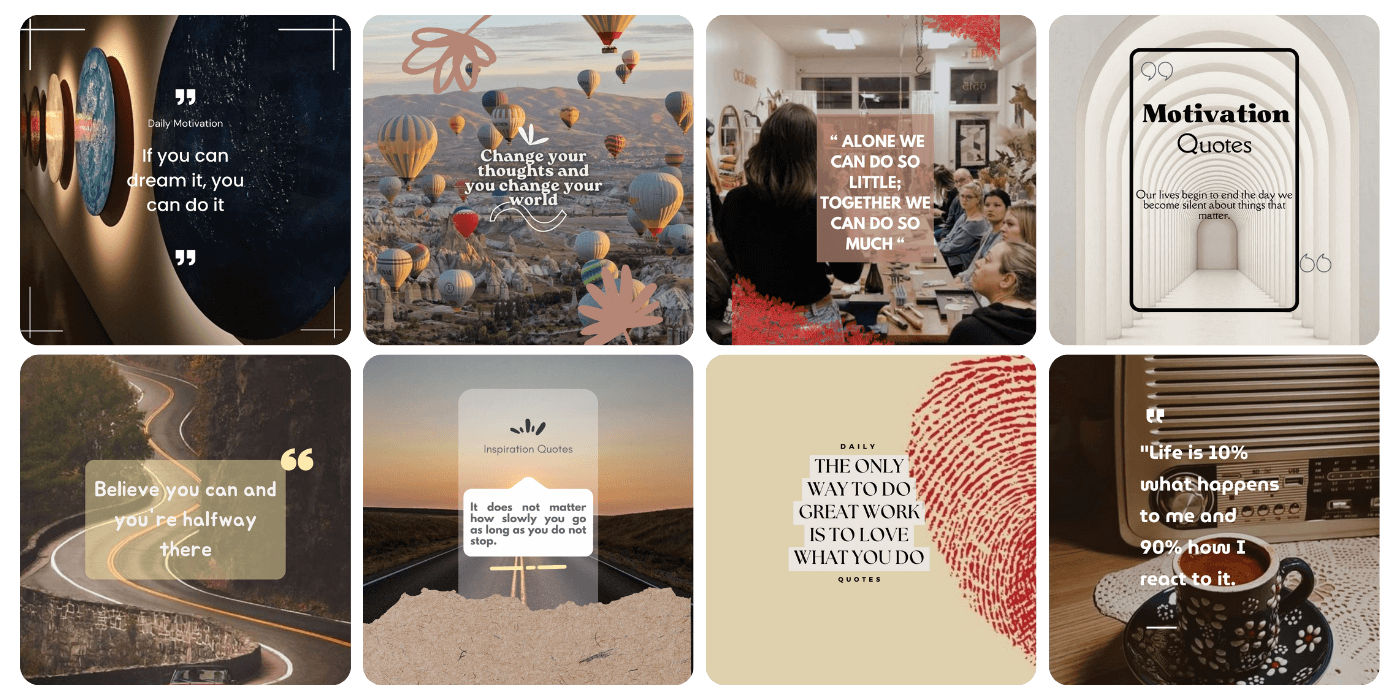 ”
Daily Motivation
If you can
dream it, you
can do it
”
Change your
thoughts and
you change your
world
“ ALONE WE
CAN DO SO
LITTLE;
TOGETHER WE
CAN DO SO
MUCH “
”
Motivation
Quotes
Our lives begin to end the day we
become silent about things that
matter.
“
“
Believe you can and
you're halfway
there
Inspiration Quotes
It does not matter
how slowly you go
as long as you do not
stop.
DAILY
THE ONLY
WAY TO DO
GREAT WORK
IS TO LOVE
WHAT YOU DO
QUOTES
“
"Life is 10%
what happens
to me and
90% how I
react to it.